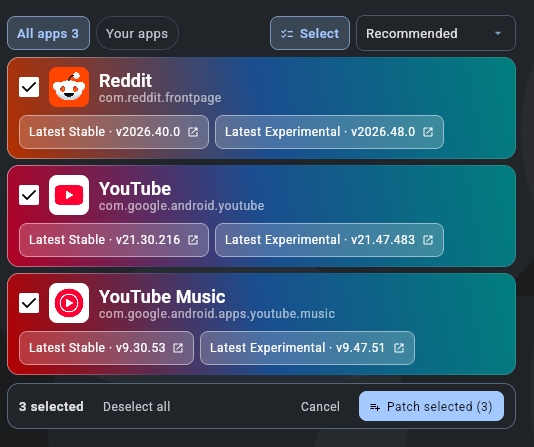 All apps 3
Your apps
Select
Recommended
Reddit
com.reddit.frontpage
Latest Stable · v2026.40.0
Latest Experimental · v2026.48.0
YouTube
com.google.android.youtube
Latest Stable · v21.30.216
Latest Experimental · v21.47.483
YouTube Music
com.google.android.apps.youtube.music
Latest Stable · v9.30.53
Latest Experimental · v9.47.51
3 selected
Deselect all
Cancel
Patch selected (3)